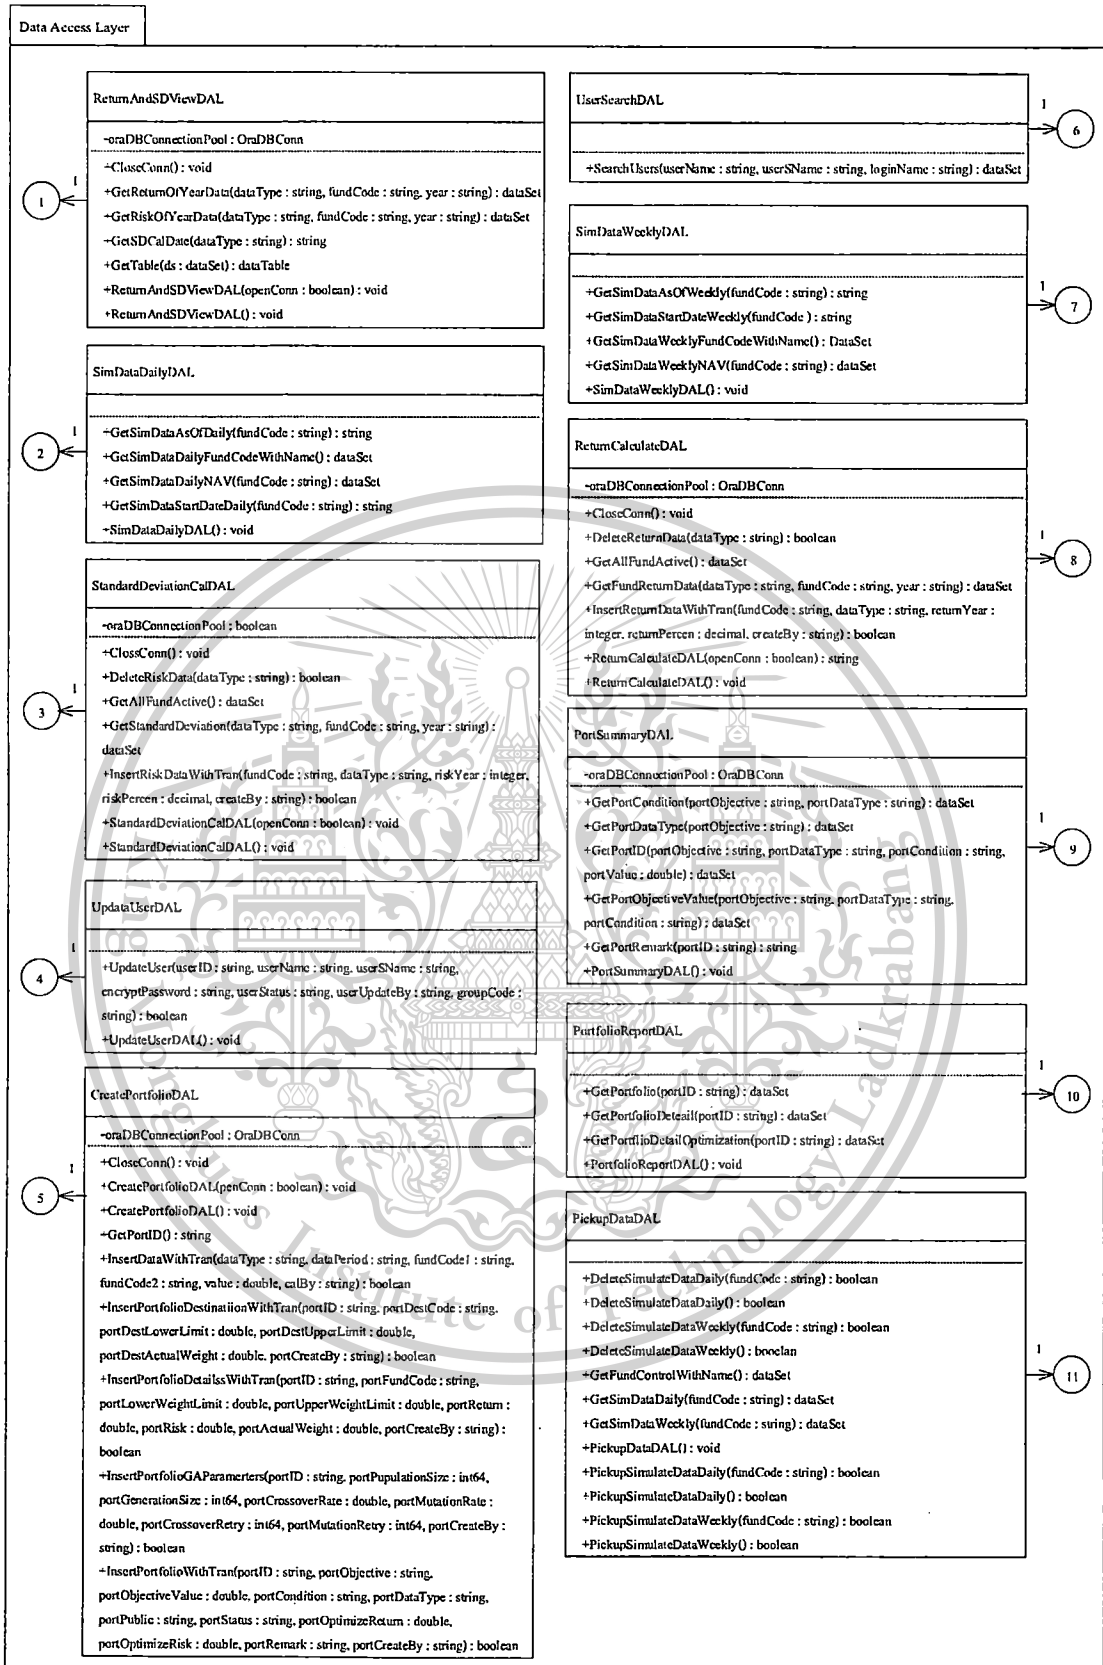 Data Access Layer
ReturnAndSDViewDAL
-oraDBConnectionPool : OraDBConn
+CloseConn() : void
+GetReturnOfYearData(dataType : string, fundCode : string, year : string) : dataSet
+GetRiskOfYearData(dataType : string, fundCode : string, year : string) : dataSet
+GetSDCalDate(dataType : string) : string
+GetTable(ds : dataSet) : dataTable
+ReturnAndSDViewDAL(openConn : boolean) : void
+ReturnAndSDViewDAL() : void
1
1
SimDataDailyDAL
+GetSimDataAsOfDaily(fundCode : string) : string
+GetSimDataDailyFundCodeWithName() : dataSet
+GetSimDataDailyNAV(fundCode : string) : dataSet
+GetSimDataStartDateDaily(fundCode : string) : string
+SimDataDailyDAL() : void
1
2
StandardDeviationCalDAL
-oraDBConnectionPool : boolean
+ClossConn() : void
+DeleteRiskData(dataType : string) : boolean
+GetAllFundActive() : dataSet
+GetStandardDeviation(dataType : string, fundCode : string, year : string) :
dataSet
+InsertRiskDataWithTran(fundCode : string, dataType : string, riskYear : integer,
riskPercen : decimal, createBy : string) : boolean
+StandardDeviationCalDAL(openConn : boolean) : void
+StandardDeviationCalDAL() : void
1
3
UpdataUserDAL
+UpdateUser(userID : string, userName : string, userSName : string,
encryptPassword : string, userStatus : string, userUpdateBy : string, groupCode :
string) : boolean
+UpdateUserDAL() : void
1
4
CreatePortfolioDAL
-oraDBConnectionPool : OraDBConn
+CloseConn() : void
+CreatePortfolioDAL(penConn : boolean) : void
+CreatePortfolioDAL() : void
+GetPortID() : string
+InsertDataWithTran(dataType : string, dataPeriod : string, fundCode1 : string,
fundCode2 : string, value : double, calBy : string) : boolean
+InsertPortfolioDestinatiionWithTran(portID : string, portDestCode : string,
portDestLowerLimit : double, portDestUpperLimit : double,
portDestActualWeight : double, portCreateBy : string) : boolean
+InsertPortfolioDetailssWithTran(portID : string, portFundCode : string,
portLowerWeightLimit : double, portUpperWeightLimit : double, portReturn :
double, portRisk : double, portActualWeight : double, portCreateBy : string) :
boolean
+InsertPortfolioGAParamerters(portID : string, portPupulationSize : int64,
portGenerationSize : int64, portCrossoverRate : double, portMutationRate :
double, portCrossoverRetry : int64, portMutationRetry : int64, portCreateBy :
string) : boolean
+InsertPortfolioWithTran(portID : string, portObjective : string,
portObjectiveValue : double, portCondition : string, portDataType : string,
portPublic : string, portStatus : string, portOptimizeReturn : double,
portOptimizeRisk : double, portRemark : string, portCreateBy : string) : boolean
1
5
UserSearchDAL
+SearchUsers(userName : string, userSName : string, loginName : string) : dataSet
1
6
SimDataWeeklyDAL
+GetSimDataAsOfWeekly(fundCode : string) : string
+GetSimDataStartDateWeekly(fundCode ) : string
+GetSimDataWeeklyFundCodeWithName() : DataSet
+GetSimDataWeeklyNAV(fundCode : string) : dataSet
+SimDataWeeklyDAL() : void
1
7
ReturnCalculateDAL
-oraDBConnectionPool : OraDBConn
+CloseConn() : void
+DeleteReturnData(dataType : string) : boolean
+GetAllFundActive() : dataSet
+GetFundReturnData(dataType : string, fundCode : string, year : string) : dataSet
+InsertReturnDataWithTran(fundCode : string, dataType : string, returnYear :
integer, returnPercen : decimal, createBy : string) : boolean
+ReturnCalculateDAL(openConn : boolean) : string
+ReturnCalculateDAL() : void
1
8
PortSummaryDAL
-oraDBConnectionPool : OraDBConn
+GetPortCondition(portObjective : string, portDataType : string) : dataSet
+GetPortDataType(portObjective : string) : dataSet
+GetPortID(portObjective : string, portDataType : string, portCondition : string,
portValue : double) : dataSet
+GetPortObjectiveValue(portObjective : string, portDataType : string,
portCondition : string) : dataSet
+GetPortRemark(portID : string) : string
+PortSummaryDAL() : void
1
9
PortfolioReportDAL
+GetPortfolio(portID : string) : dataSet
+GetPortfolioDeteail(portID : string) : dataSet
+GetPortflioDetailOptimization(portID : string) : dataSet
+PortfolioReportDAL() : void
1
10
PickupDataDAL
+DeleteSimulateDataDaily(fundCode : string) : boolean
+DeleteSimulateDataDaily() : boolean
+DeleteSimulateDataWeekly(fundCode : string) : boolean
+DeleteSimulateDataWeekly() : booelan
+GetFundControlWithName() : dataSet
+GetSimDataDaily(fundCode : string) : dataSet
+GetSimDataWeekly(fundCode : string) : dataSet
+PickupDataDAL() : void
+PickupSimulateDataDaily(fundCode : string) : boolean
+PickupSimulateDataDaily() : boolean
+PickupSimulateDataWeekly(fundCode : string) : boolean
+PickupSimulateDataWeekly() : boolean
1
11
King Mongkut's Institute of Technology Ladkrabang